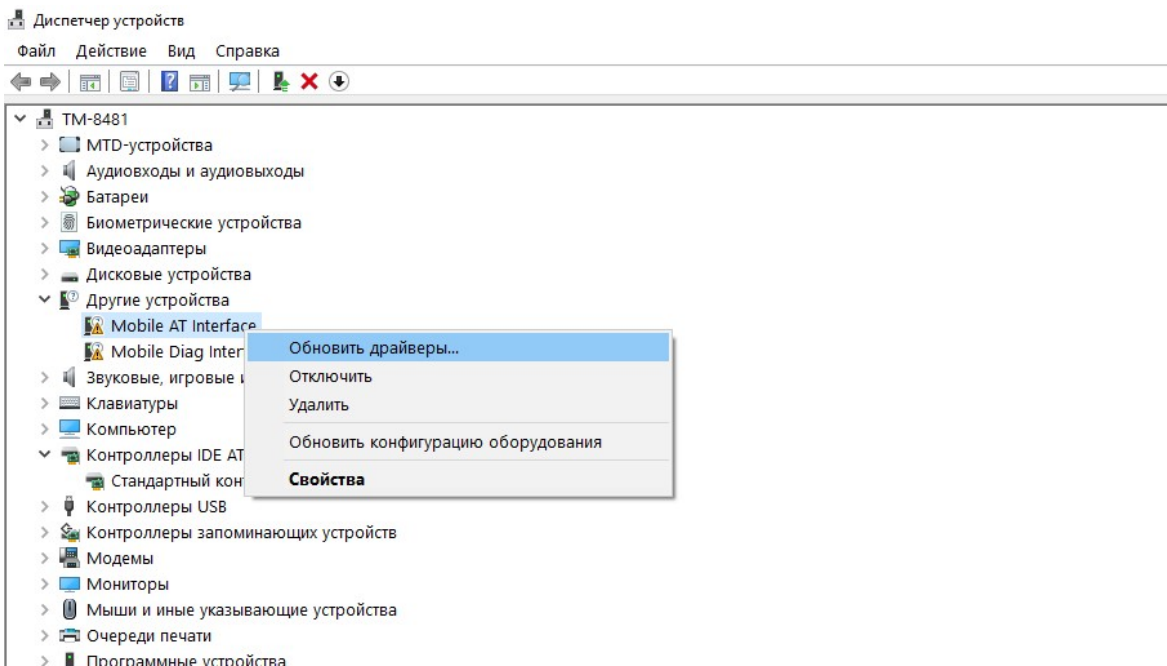 Диспетчер устройств
Файл Действие Вид Справка
TM-8481
MTD-устройства
Аудиовходы и аудиовыходы
Батареи
Биометрические устройства
Видеоадаптеры
Дисковые устройства
Другие устройства
Mobile AT Interface
Mobile Diag Inter
Звуковые, игровые
Клавиатуры
Компьютер
Контроллеры IDE AT
Стандартный кон
Контроллеры USB
Контроллеры запоминающих устройств
Модемы
Мониторы
Мыши и иные указывающие устройства
Очереди печати
Программные устройства
Обновить драйверы...
Отключить
Удалить
Обновить конфигурацию оборудования
Свойства